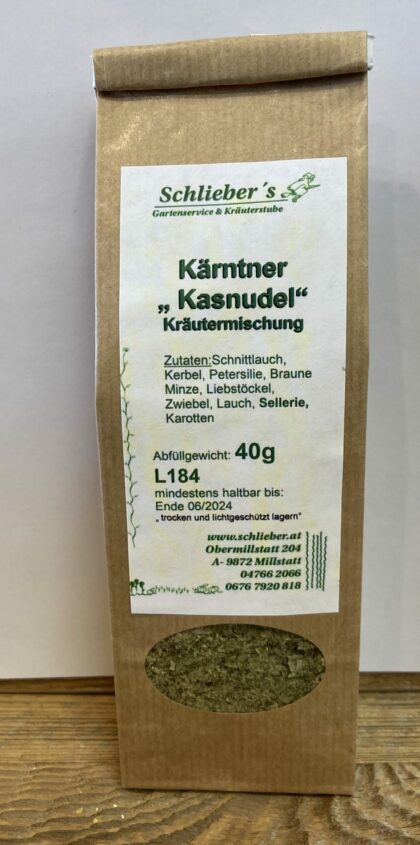 Schlieber´s
Gartenservice & Kräuterstube
Kärntner
„ Kasnudel“
Kräutermischung
Zutaten:Schnittlauch,
Kerbel, Petersilie, Braune
Minze, Liebstöckel,
Zwiebel, Lauch, Sellerie,
Karotten
Abfüllgewicht: 40g
L184
mindestens haltbar bis:
Ende 06/2024
„ trocken und lichtgeschützt lagern“
www.schlieber.at
Obermillstatt 204
A- 9872 Millstatt
04766 2066
0676 7920 818